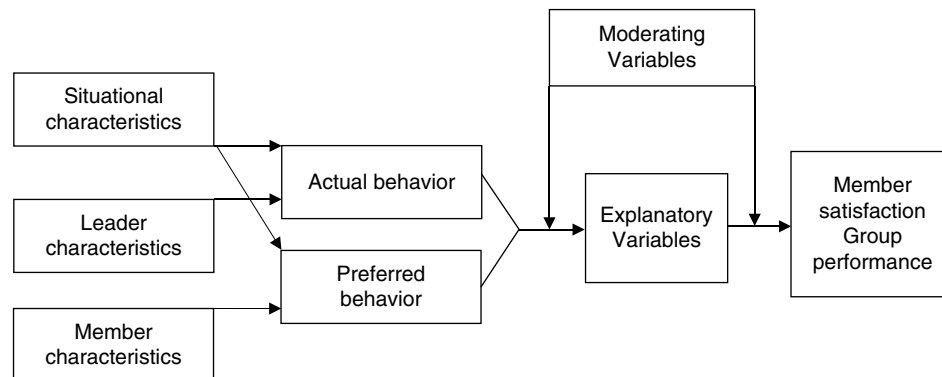 Moderating
Variables
Situational
characteristics
Actual behavior
Leader
characteristics
Explanatory
Variables
Member
satisfaction
Group
performance
Preferred
behavior
Member
characteristics